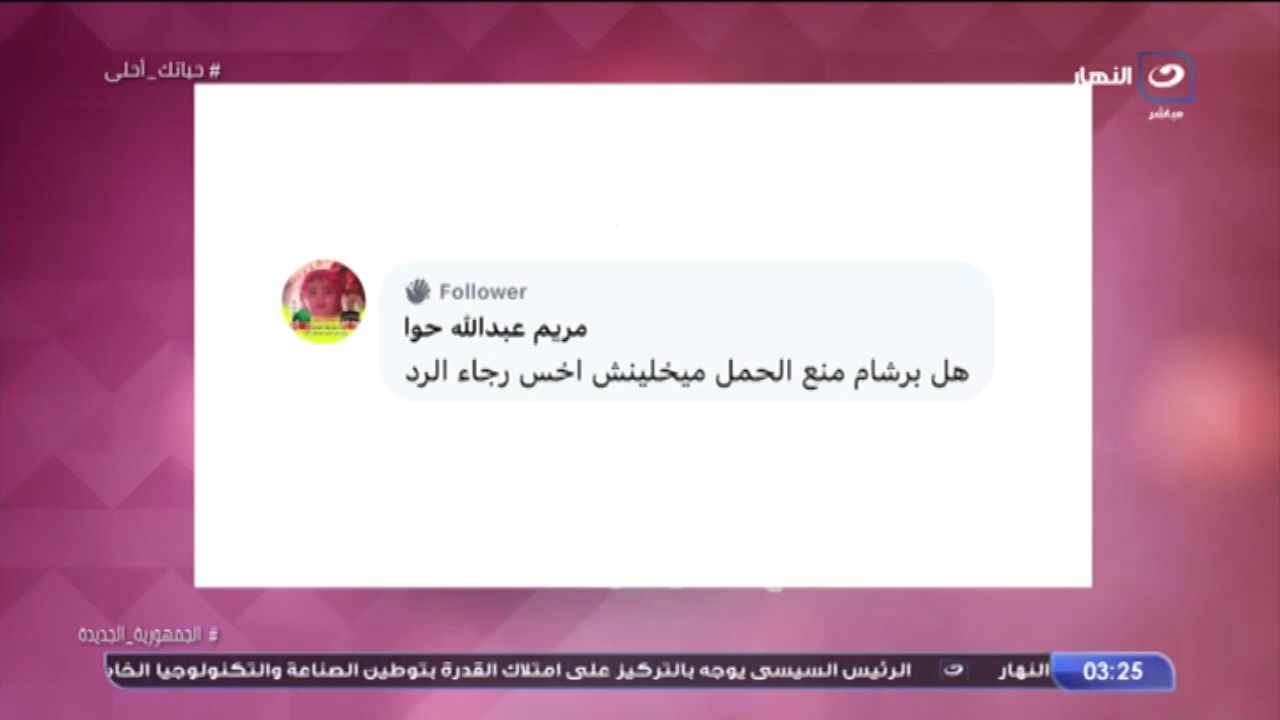 #حياتك_أحلى
النهار
مباشر
Follower
مريم عبدالله حوا
هل برشام منع الحمل ميخلينش اخس رجاء الرد
# الجمهورية_الجديدة
03:25
النهار
الرئيس السيسى يوجه بالتركيز على امتلاك القدرة بتوطين الصناعة والتكنولوجيا